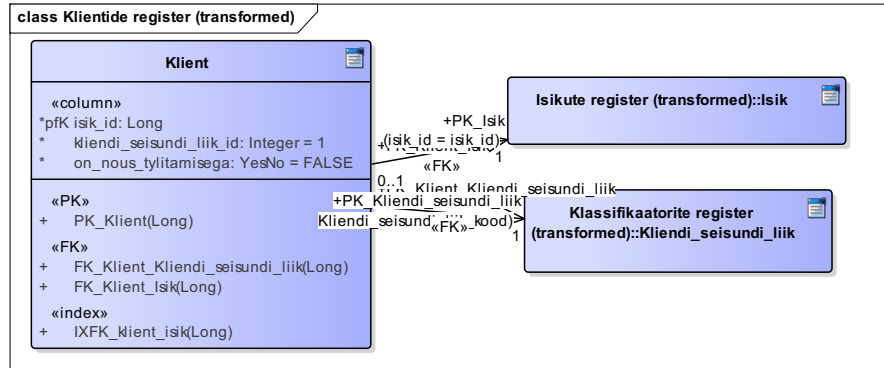 class Klientide register (transformed)
Klient
«column»
*pfK isik_id: Long
* kliendi_seisundi_liik_id: Integer = 1
* on_nous_tylitamisega: YesNo = FALSE
«PK»
+ PK_Klient(Long)
«FK»
+ FK_Klient_Kliendi_seisundi_liik(Long)
+ FK_Klient_Isik(Long)
«index»
+ IXFK_klient_isik(Long)
Isikute register (transformed)::Isik
+PK_Isik
(isik_id = isik_id)
1
«FK»
0..1
Klient_Kliendi_seisundi_liik
+PK_Kliendi_seisundi_liik
«FK»
1
Klassifikaatorite register
(transformed)::Kliendi_seisundi_liik